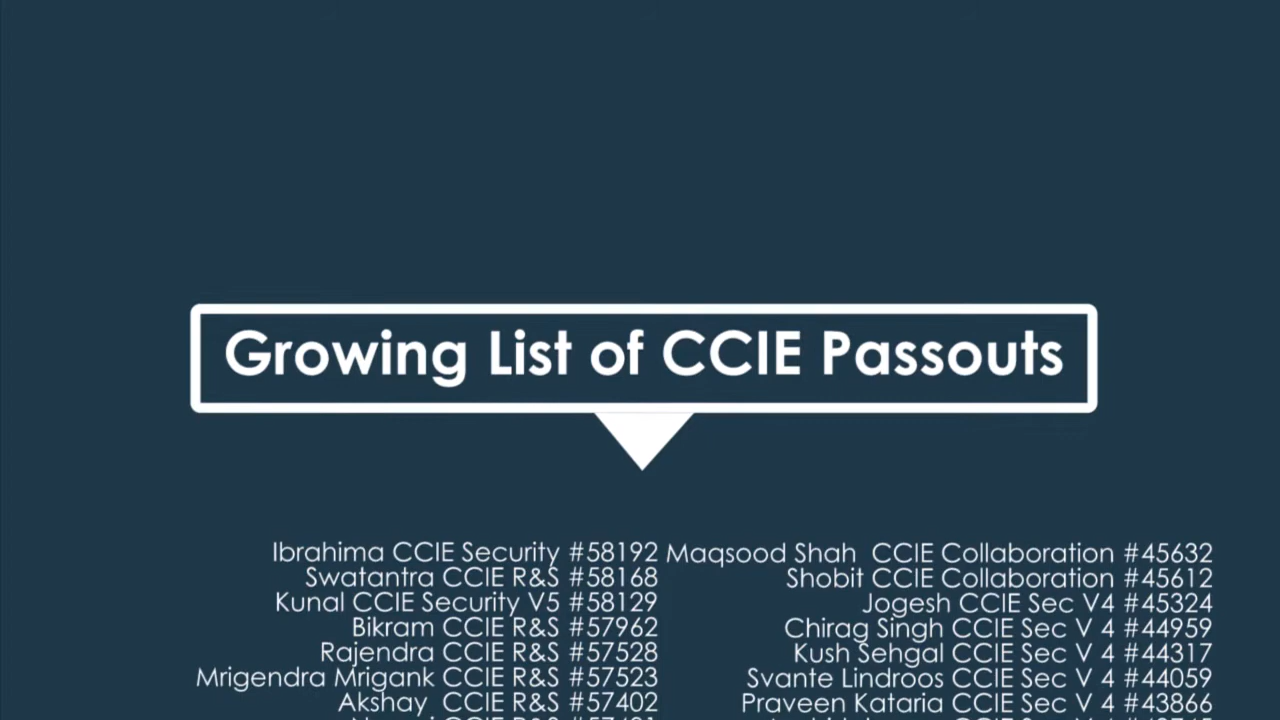 Growing List of CCIE Passouts
Ibrahima CCIE Security #58192
Swatantra CCIE R&S #58168
Kunal CCIE Security V5 #58129
Bikram CCIE R&S #57962
Rajendra CCIE R&S #57528
Mrigendra Mrigank CCIE R&S #57523
Akshay CCIE R&S #57402
Maqsood Shah CCIE Collaboration #45632
Shobit CCIE Collaboration #45612
Jogesh CCIE Sec V4 #45324
Chirag Singh CCIE Sec V 4 #44959
Kush Sehgal CCIE Sec V 4 #44317
Svante Lindroos CCIE Sec V 4 #44059
Praveen Kataria CCIE Sec V 4 #43866